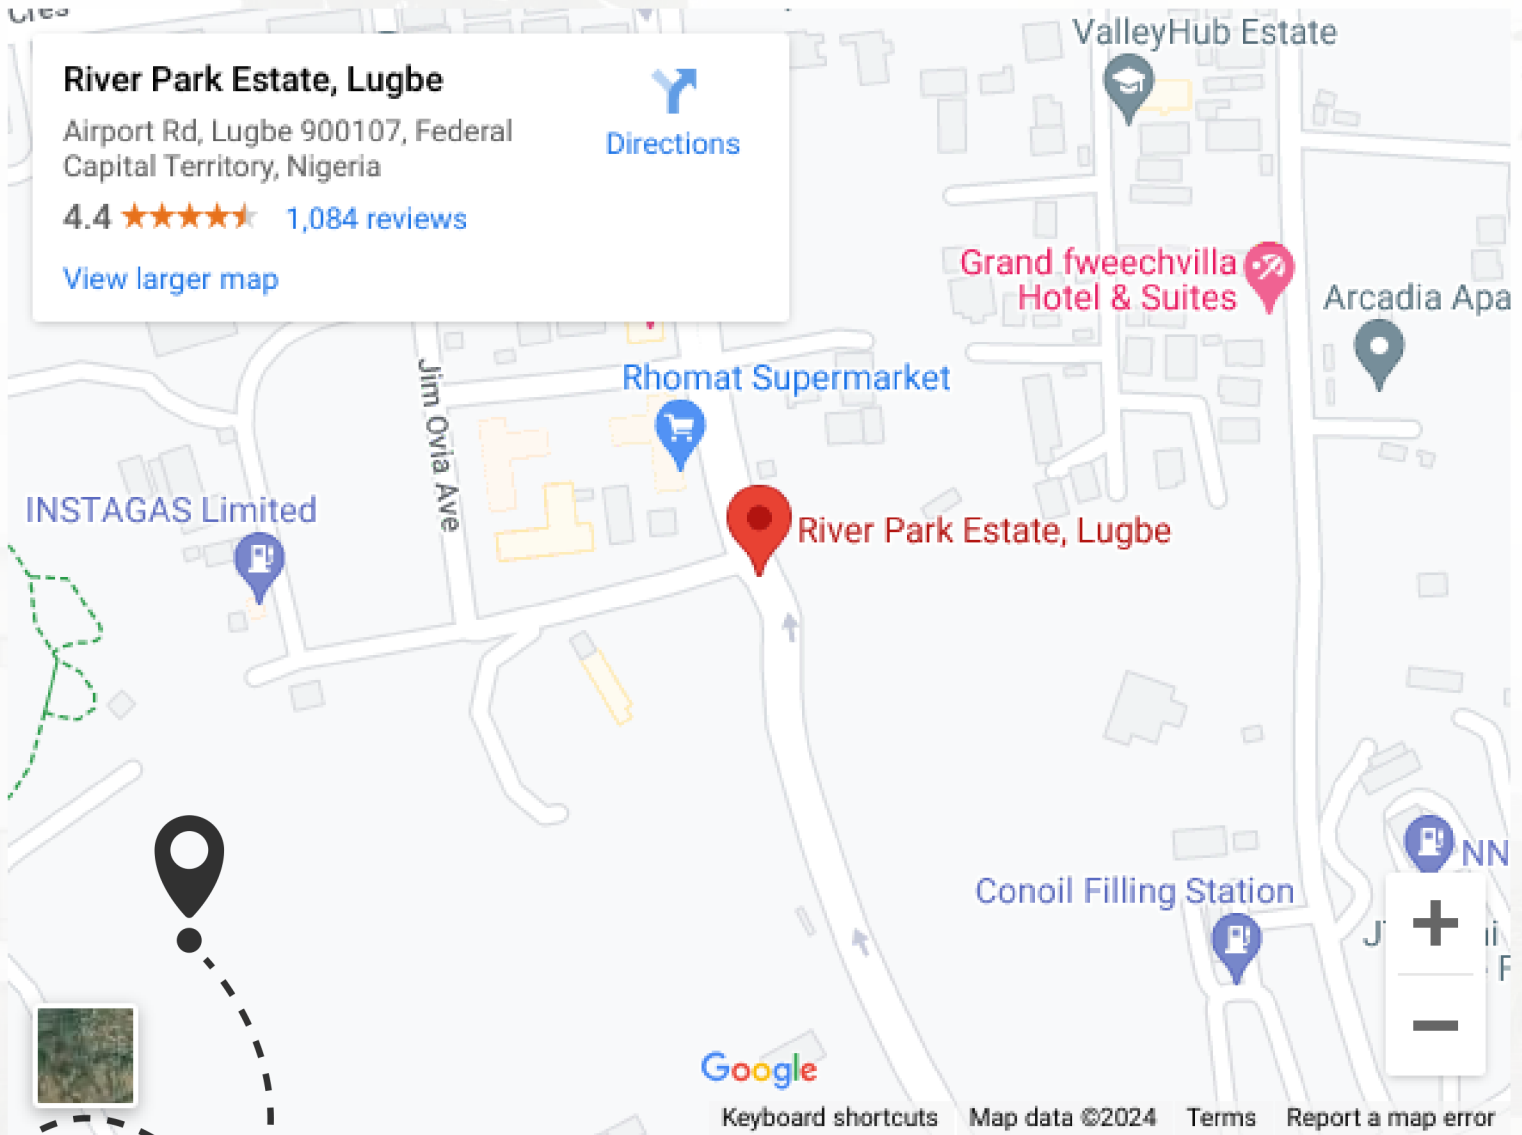 Cres
River Park Estate, Lugbe
Airport Rd, Lugbe 900107, Federal
Capital Territory, Nigeria
4.4
1,084 reviews
View larger map
Directions
ValleyHub Estate
Grand fweechvilla
Hotel & Suites
Arcadia Apa
Rhomat Supermarket
Jim Ovia Ave
INSTAGAS Limited
River Park Estate, Lugbe
NN
Conoil Filling Station
Google
Keyboard shortcuts
Map data ©2024
Terms
Report a map error